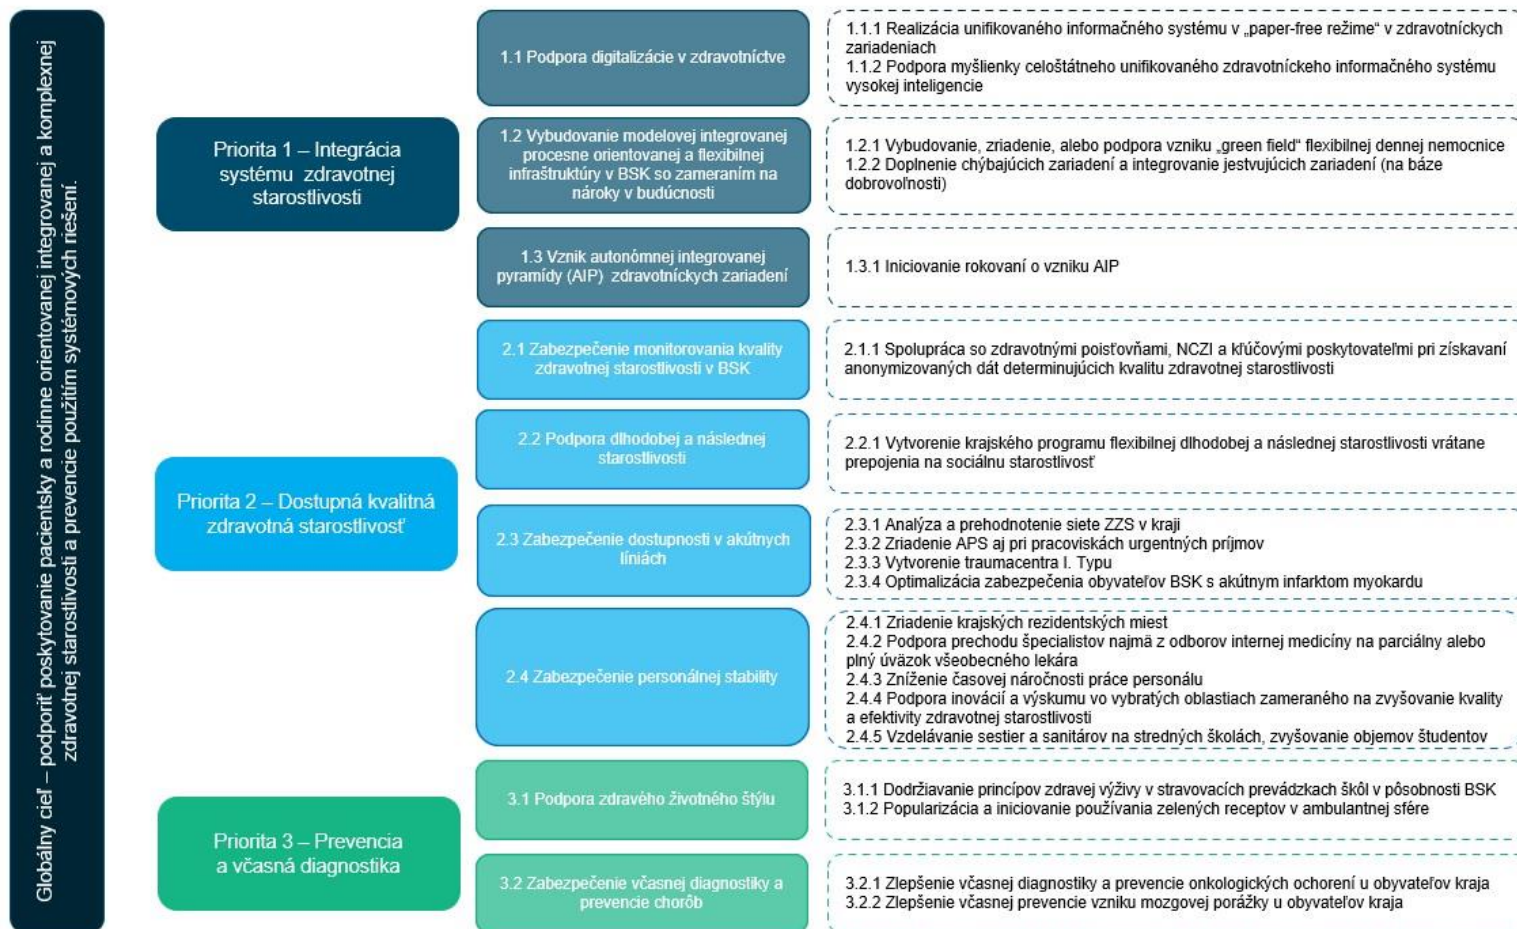 Globálny cieľ – podporiť poskytovanie pacientsky a rodinne orientovanej integrovanej a komplexnej
zdravotnej starostlivosti a prevencie použitím systémových riešení.
Priorita 1 – Integrácia
systému zdravotnej
starostlivosti
1.1 Podpora digitalizácie v zdravotníctve
1.1.1 Realizácia unifikovaného informačného systému v „paper-free režime“ v zdravotníckych
zariadeniach
1.1.2 Podpora myšlienky celoštátneho unifikovaného zdravotníckeho informačného systému
vysokej inteligencie
1.2 Vybudovanie modelovej integrovanej
procesne orientovanej a flexibilnej
infraštruktúry v BSK so zameraním na
nároky v budúcnosti
1.2.1 Vybudovanie, zriadenie, alebo podpora vzniku „green field“ flexibilnej dennej nemocnice
1.2.2 Doplnenie chýbajúcich zariadení a integrovanie jestvujúcich zariadení (na báze
dobrovoľnosti)
1.3 Vznik autonómnej integrovanej
pyramídy (AIP) zdravotníckych zariadení
1.3.1 Iniciovanie rokovaní o vzniku AIP
Priorita 2 – Dostupná kvalitná
zdravotná starostlivosť
2.1 Zabezpečenie monitorovania kvality
zdravotnej starostlivosti v BSK
2.1.1 Spolupráca so zdravotnými poisťovňami, NCZI a kľúčovými poskytovateľmi pri získavaní
anonymizovaných dát determinujúcich kvalitu zdravotnej starostlivosti
2.2 Podpora dlhodobej a následnej
starostlivosti
2.2.1 Vytvorenie krajského programu flexibilnej dlhodobej a následnej starostlivosti vrátane
prepojenia na sociálnu starostlivosť
2.3 Zabezpečenie dostupnosti v akútnych
líniách
2.3.1 Analýza a prehodnotenie siete ZZS v kraji
2.3.2 Zriadenie APS aj pri pracoviskách urgentných príjmov
2.3.3 Vytvorenie traumacentra I. Typu
2.3.4 Optimalizácia zabezpečenia obyvateľov BSK s akútnym infarktom myokardu
2.4 Zabezpečenie personálnej stability
2.4.1 Zriadenie krajských rezidentských miest
2.4.2 Podpora prechodu špecialistov najmä z odborov internej medicíny na parciálny alebo
plný úväzok všeobecného lekára
2.4.3 Zníženie časovej náročnosti práce personálu
2.4.4 Podpora inovácií a výskumu vo vybratých oblastiach zameraného na zvyšovanie kvality
a efektivity zdravotnej starostlivosti
2.4.5 Vzdelávanie sestier a sanitárov na stredných školách, zvyšovanie objemov študentov
Priorita 3 – Prevencia
a včasná diagnostika
3.1 Podpora zdravého životného štýlu
3.1.1 Dodržiavanie princípov zdravej výživy v stravovacích prevádzkach škôl v pôsobnosti BSK
3.1.2 Popularizácia a iniciovanie používania zelených receptov v ambulantnej sfére
3.2 Zabezpečenie včasnej diagnostiky a
prevencie chorôb
3.2.1 Zlepšenie včasnej diagnostiky a prevencie onkologických ochorení u obyvateľov kraja
3.2.2 Zlepšenie včasnej prevencie vzniku mozgovej porážky u obyvateľov kraja